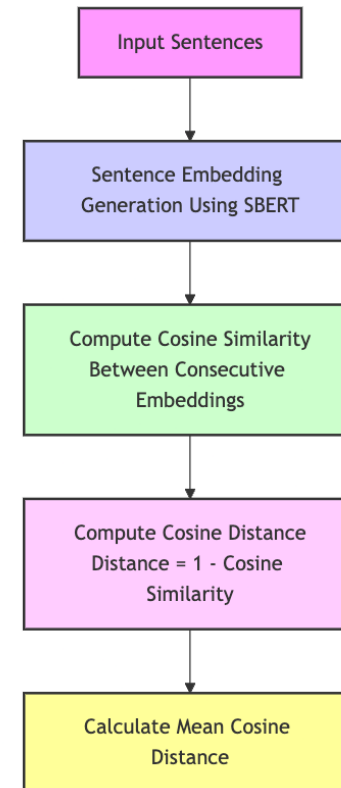 Input Sentences
Sentence Embedding
Generation Using SBERT
Compute Cosine Similarity
Between Consecutive
Embeddings
Compute Cosine Distance
Distance = 1 - Cosine
Similarity
Calculate Mean Cosine
Distance